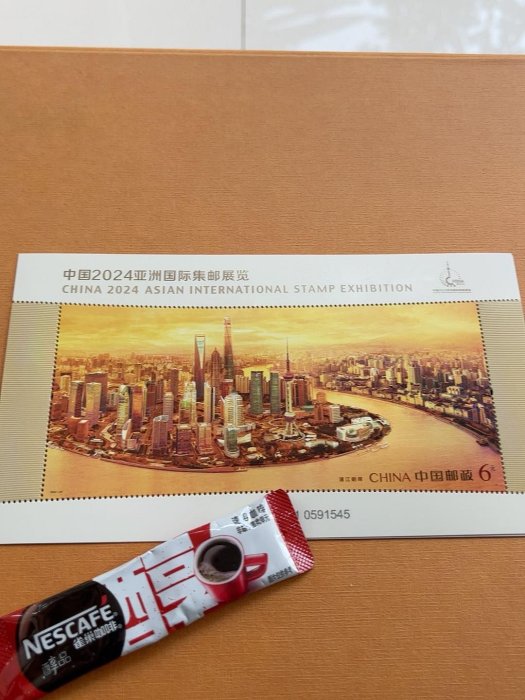 中国2024亚洲国际集邮展览
CHINA 2024 ASIAN INTERNATIONAL STAMP EXHIBITION
CHINA 中国邮政 6元
0591545
醇
NESCAFÉ
雀巢咖啡
醇品